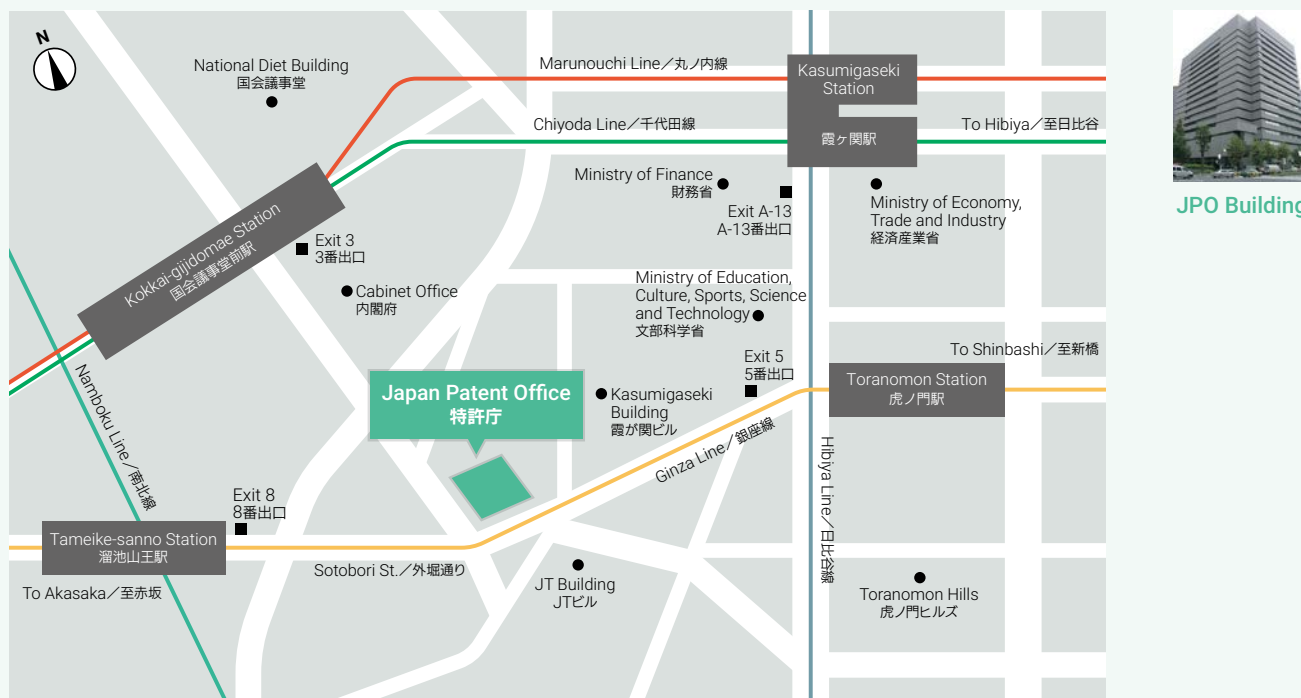 N
National Diet Building
国会議事堂
Marunouchi Line／丸ノ内線
Kasumigaseki
Station
霞ヶ関駅
Chiyoda Line／千代田線
To Hibiya／至日比谷
JPO Building
Ministry of Finance
財務省
Exit A-13
A-13番出口
Ministry of Economy,
Trade and Industry
経済産業省
Kokkai-gijidomae Station
国会議事堂前駅
Exit 3
3番出口
Cabinet Office
内閣府
Ministry of Education,
Culture, Sports, Science
and Technology
文部科学省
To Shinbashi／至新橋
Exit 5
5番出口
Toranomon Station
虎ノ門駅
Japan Patent Office
特許庁
Kasumigaseki
Building
霞が関ビル
Namboku Line／南北線
Ginza Line／銀座線
Hibiya Line／日比谷線
Exit 8
8番出口
Tameike-sanno Station
溜池山王駅
Sotobori St.／外堀通り
To Akasaka／至赤坂
JT Building
JTビル
Toranomon Hills
虎ノ門ヒルズ